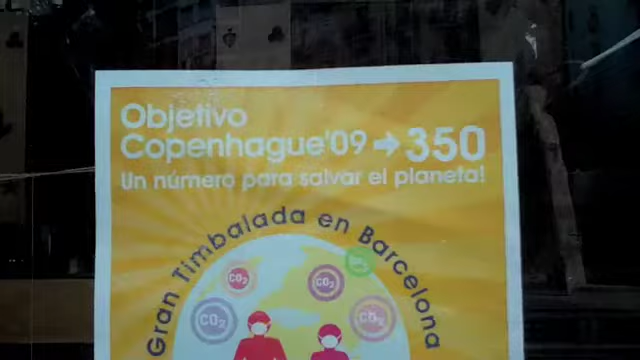 Objetivo
Copenhague'09 → 350
Un número para salvar el planeta!
Gran Timbalada en Barcelona
CO2
CO2
CO2
CO2